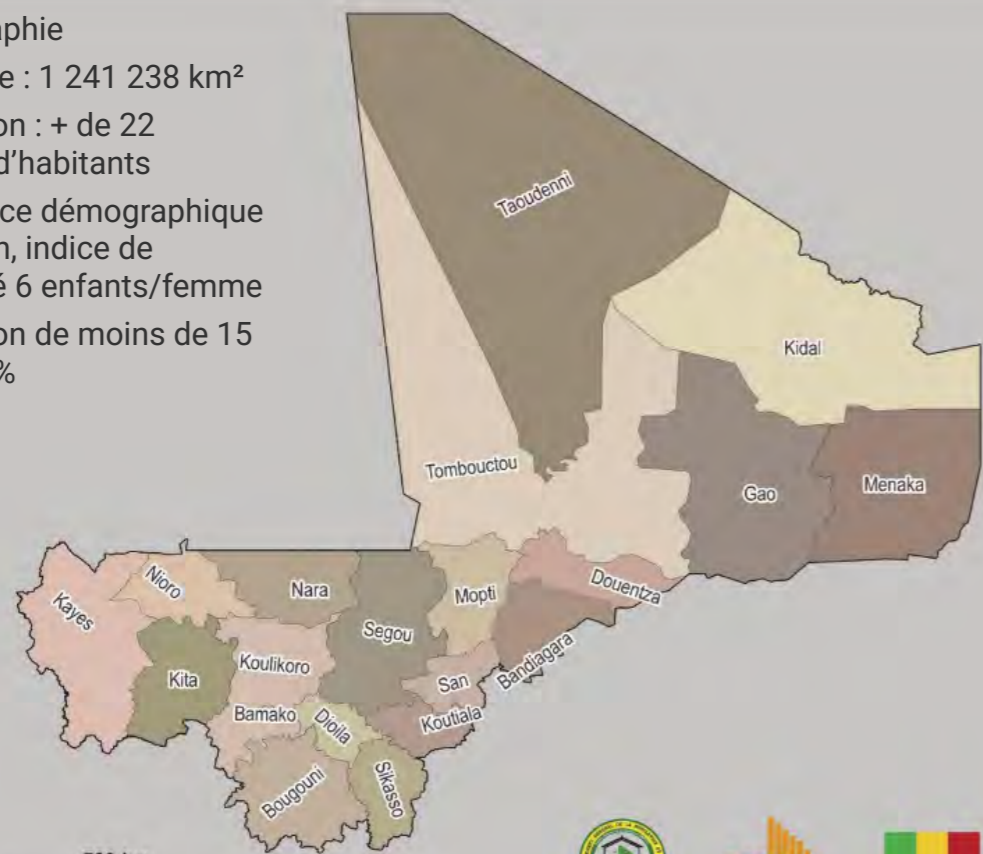 aphie
e : 1 241 238 km²
on : + de 22
d'habitants
ce démographique
n, indice de
é 6 enfants/femme
on de moins de 15
%
Taoudenni
Kidal
Tombouctou
Gao
Menaka
Kayes
Nioro
Nara
Segou
Mopti
Douentza
Kita
Koulikoro
San
Bandiagara
Bamako
Dioila
Koutiala
Bougouni
Sikasso